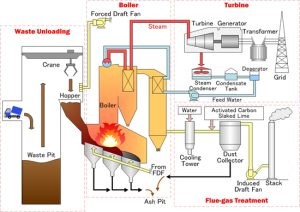 Boiler
Turbine
Forced Draft Fan
Steam
Turbine Generator
Transformer
Waste Unloading
Crane
Hopper
Boiler
Steam
Condenser
Condensate
Tank
Deaerator
Grid
Feed Water
Water
Activated Carbon
Slaked Lime
Waste Pit
From
FDF
Cooling
Tower
Dust
Collector
Induced
Draft Fan
Stack
Ash Pit
Flue-gas Treatment